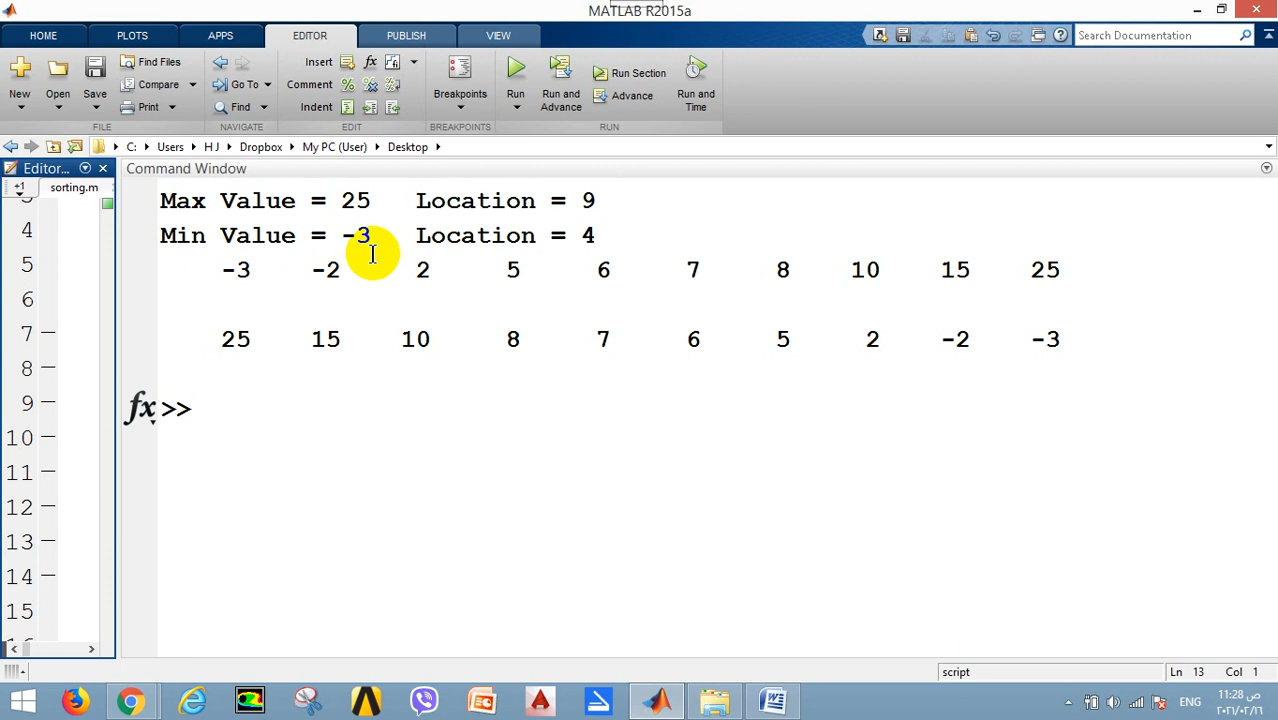 MATLAB R2015a
HOME PLOTS APPS EDITOR PUBLISH VIEW
Search Documentation
New Open Save Find Files Compare Print
Go To Find
Insert Comment Indent
Breakpoints Run Run and Advance Run Section Advance Run and Time
FILE NAVIGATE EDIT BREAKPOINTS RUN
C: Users H J Dropbox My PC (User) Desktop
Editor... Command Window
+1 sorting.m
Max Value = 25 Location = 9
Min Value = -3 Location = 4
-3 -2 2 5 6 7 8 10 15 25
25 15 10 8 7 6 5 2 -2 -3
fx >>
4
5
6
7
8
9
10
11
12
13
14
15
script Ln 13 Col 1
ENG 11:28 ص